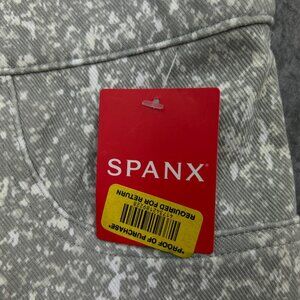 SPANX®
"PROOF OF PURCHASE"
REQUIRED FOR RETURN